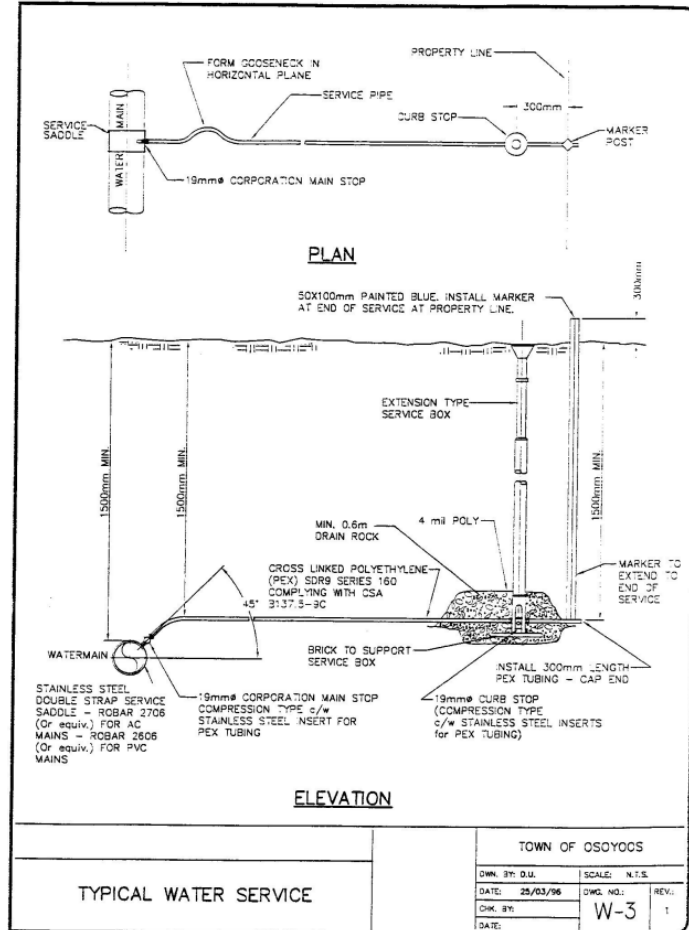 FORM GOOSENECK IN
HORIZONTAL PLANE
PROPERTY LINE
SERVICE PIPE
300mm
CURB STOP
SERVICE
SADDLE
WATER MAIN
MARKER
POST
19mmø CORPORATION MAIN STOP
PLAN
50X100mm PAINTED BLUE. INSTALL MARKER
AT END OF SERVICE AT PROPERTY LINE.
300mm
EXTENSION TYPE
SERVICE BOX
1500mm MIN.
1500mm MIN.
1500mm MIN.
MIN. 0.6m
DRAIN ROCK
4 mil POLY
CROSS LINKED POLYETHYLENE
(PEX) SDR9 SERIES 160
COMPLYING WITH CSA
B137.5-9C
MARKER TO
EXTEND TO
END OF
SERVICE
45°
WATERMAIN
BRICK TO SUPPORT
SERVICE BOX
INSTALL 300mm LENGTH
PEX TUBING – CAP END
STAINLESS STEEL
DOUBLE STRAP SERVICE
SADDLE – ROBAR 2706
(Or equiv.) FOR AC
MAINS – ROBAR 2606
(Or equiv.) FOR PVC
MAINS
19mmø CORPORATION MAIN STOP
COMPRESSION TYPE c/w
STAINLESS STEEL INSERT FOR
PEX TUBING
19mmø CURB STOP
(COMPRESSION TYPE
c/w STAINLESS STEEL INSERTS
for PEX TUBING)
ELEVATION
TYPICAL WATER SERVICE
TOWN OF OSOYOOS
DWN. BY: D.U.
SCALE: N.T.S.
DATE: 25/03/96
DWG. NO.:
REV.:
CHK. BY:
W-3
1
DATE: